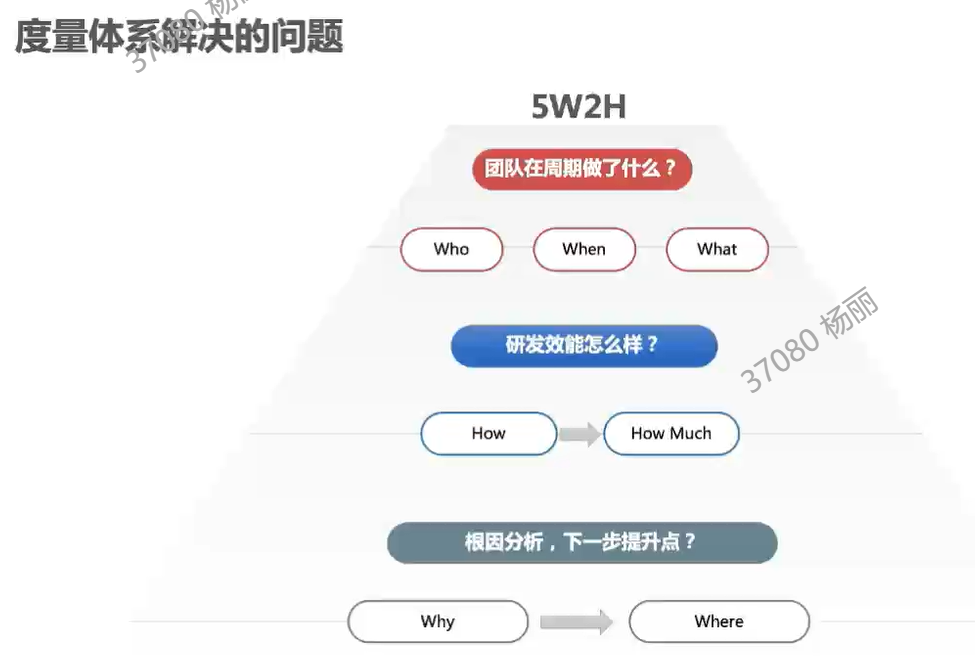 度量体系解决的问题
37080 杨丽
5W2H
团队在周期做了什么？
Who When What
研发效能怎么样？
37080 杨丽
How How Much
根因分析，下一步提升点？
Why Where